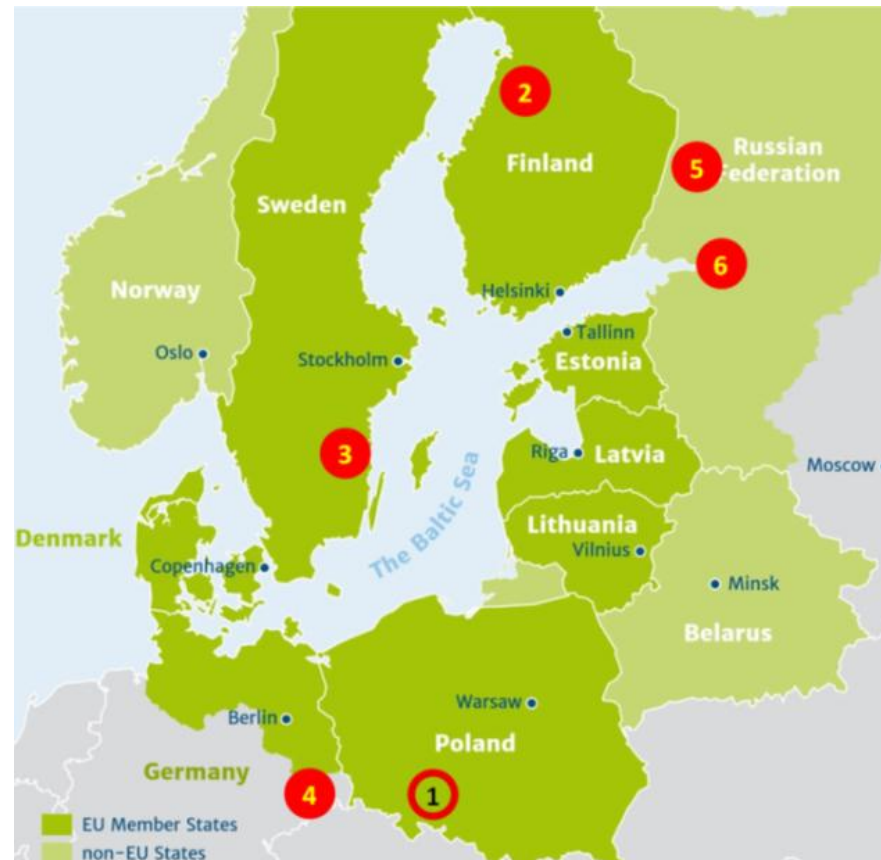 2
Finland
Russian
Federation
5
Sweden
6
Norway
Helsinki
Tallinn
Oslo
Stockholm
Estonia
3
Riga
Latvia
Moscow
The Baltic Sea
Lithuania
Denmark
Vilnius
Copenhagen
Minsk
Belarus
Warsaw
Berlin
Poland
Germany
4
1
EU Member States
non-EU States